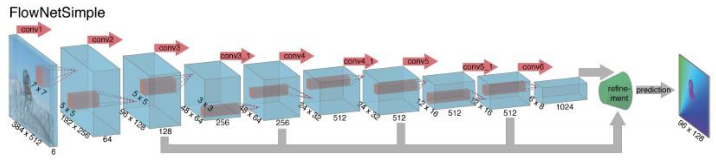 FlowNetSimple
conv1 conv2 conv3 conv3_1 conv4 conv4_1 conv5 conv5_1 conv6
7 x 7
5 x 5
5 x 5
3 x 3
384 x 512
6
192 x 256
64
96 x 128
128
48 x 64
256
48 x 64
256
24 x 32
512
24 x 32
512
12 x 16
512
12 x 16
512
6 x 8
1024
refine-
ment
prediction
96 x 128